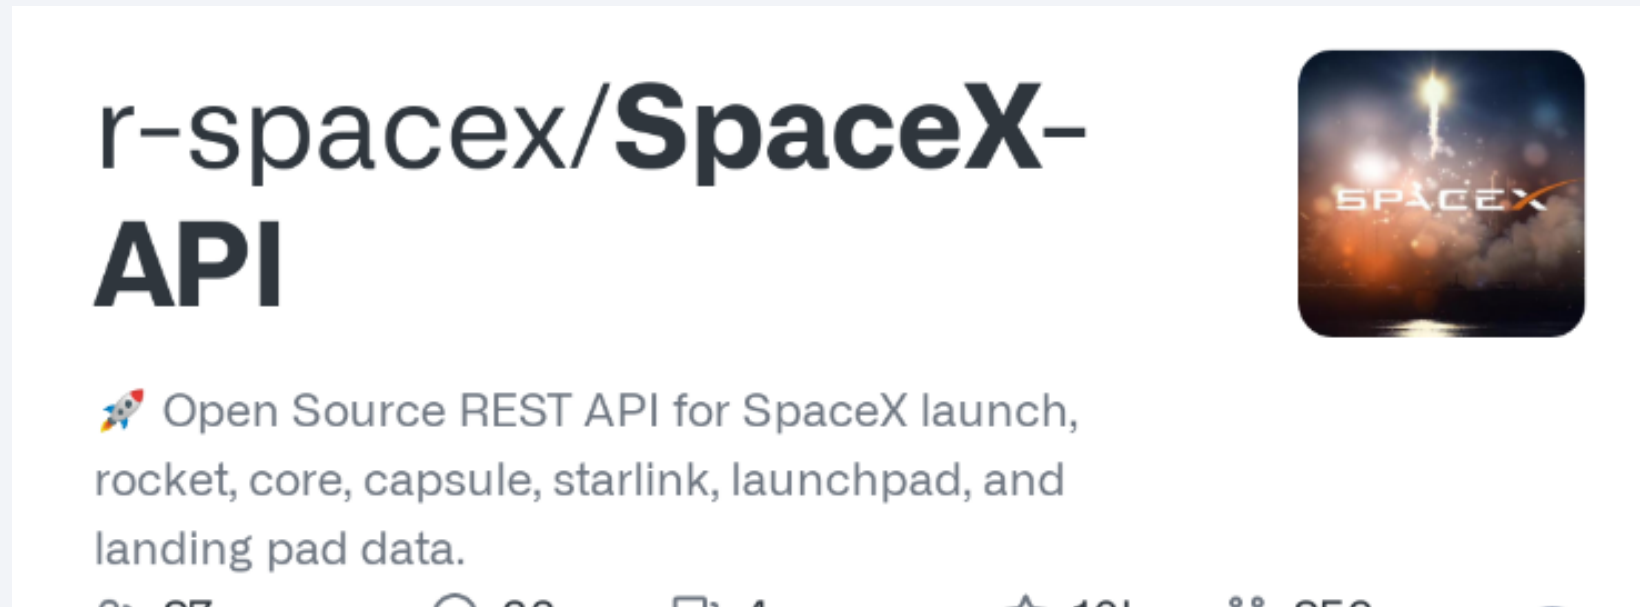 r-spacex/SpaceX-
API
SPACEX
🚀 Open Source REST API for SpaceX launch,
rocket, core, capsule, starlink, launchpad, and
landing pad data.